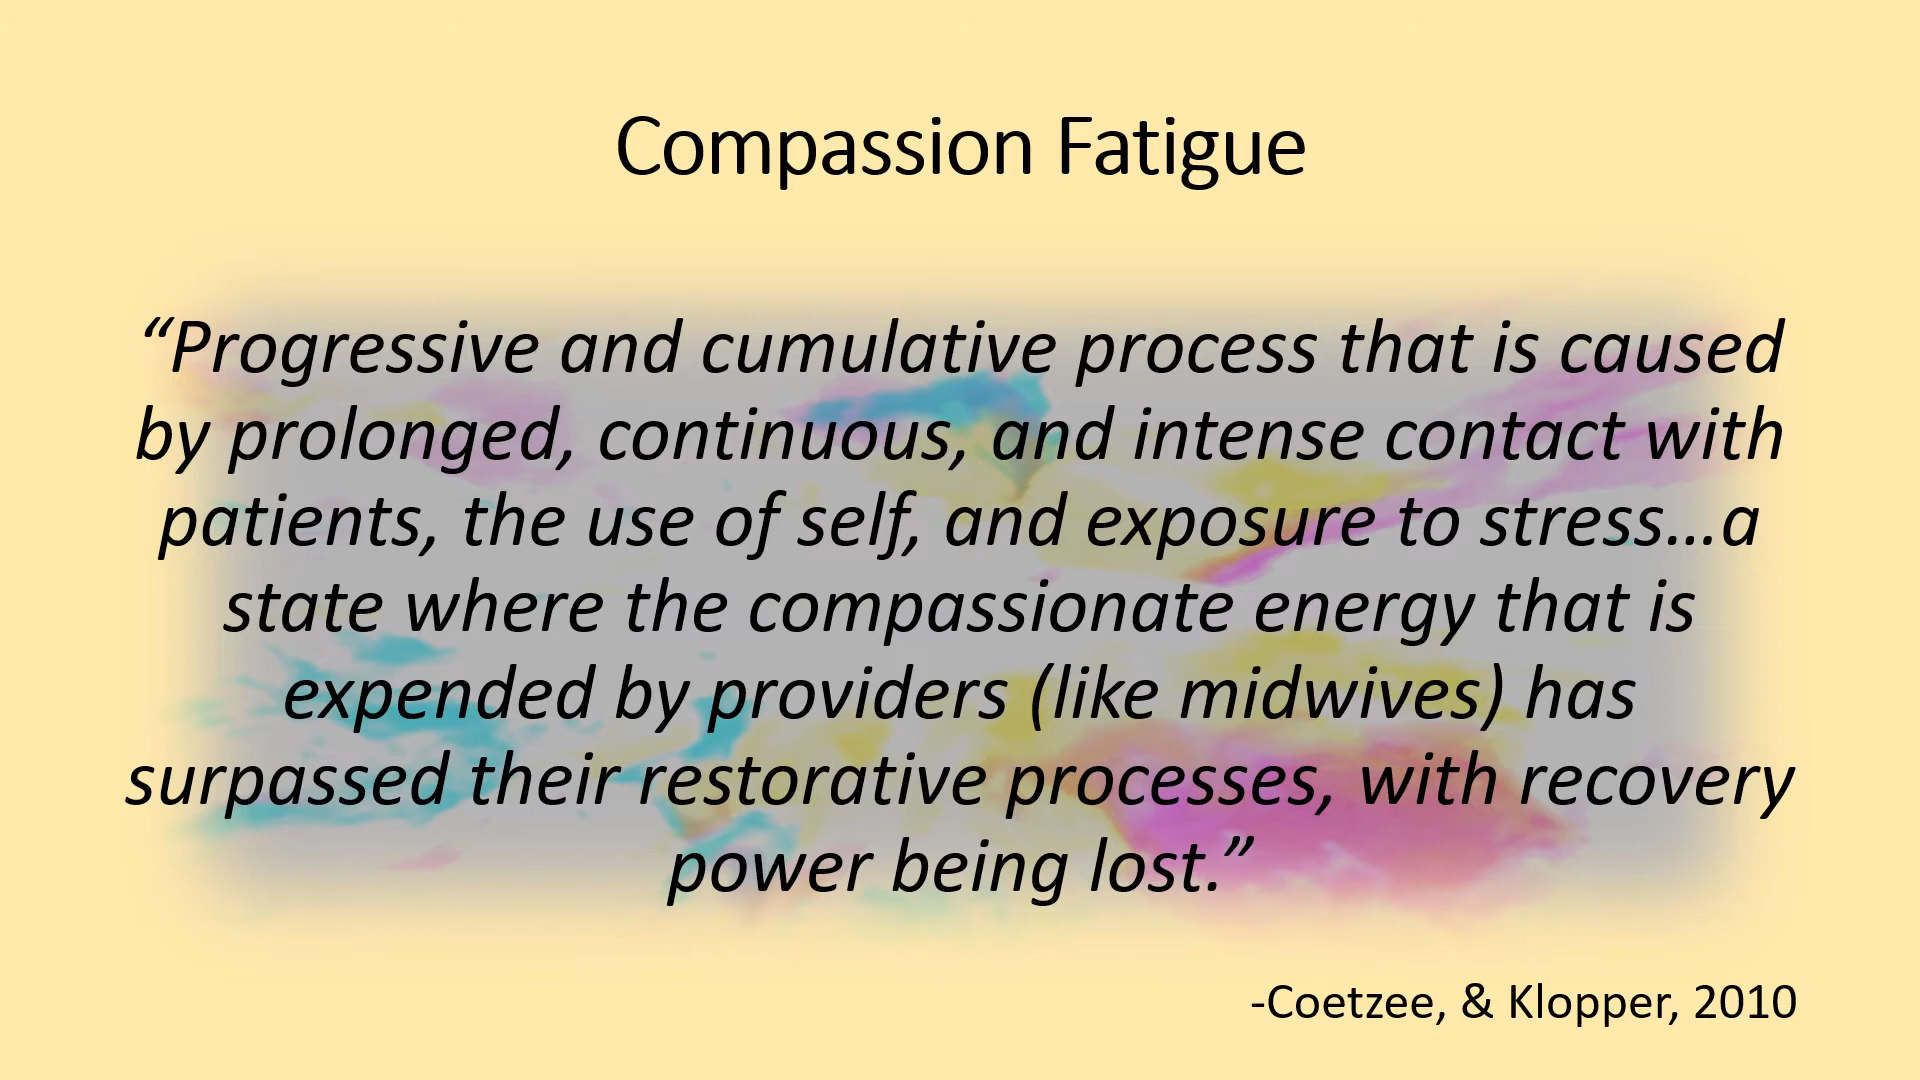 Compassion Fatigue
“Progressive and cumulative process that is caused
by prolonged, continuous, and intense contact with
patients, the use of self, and exposure to stress…a
state where the compassionate energy that is
expended by providers (like midwives) has
surpassed their restorative processes, with recovery
power being lost.”
-Coetzee, & Klopper, 2010